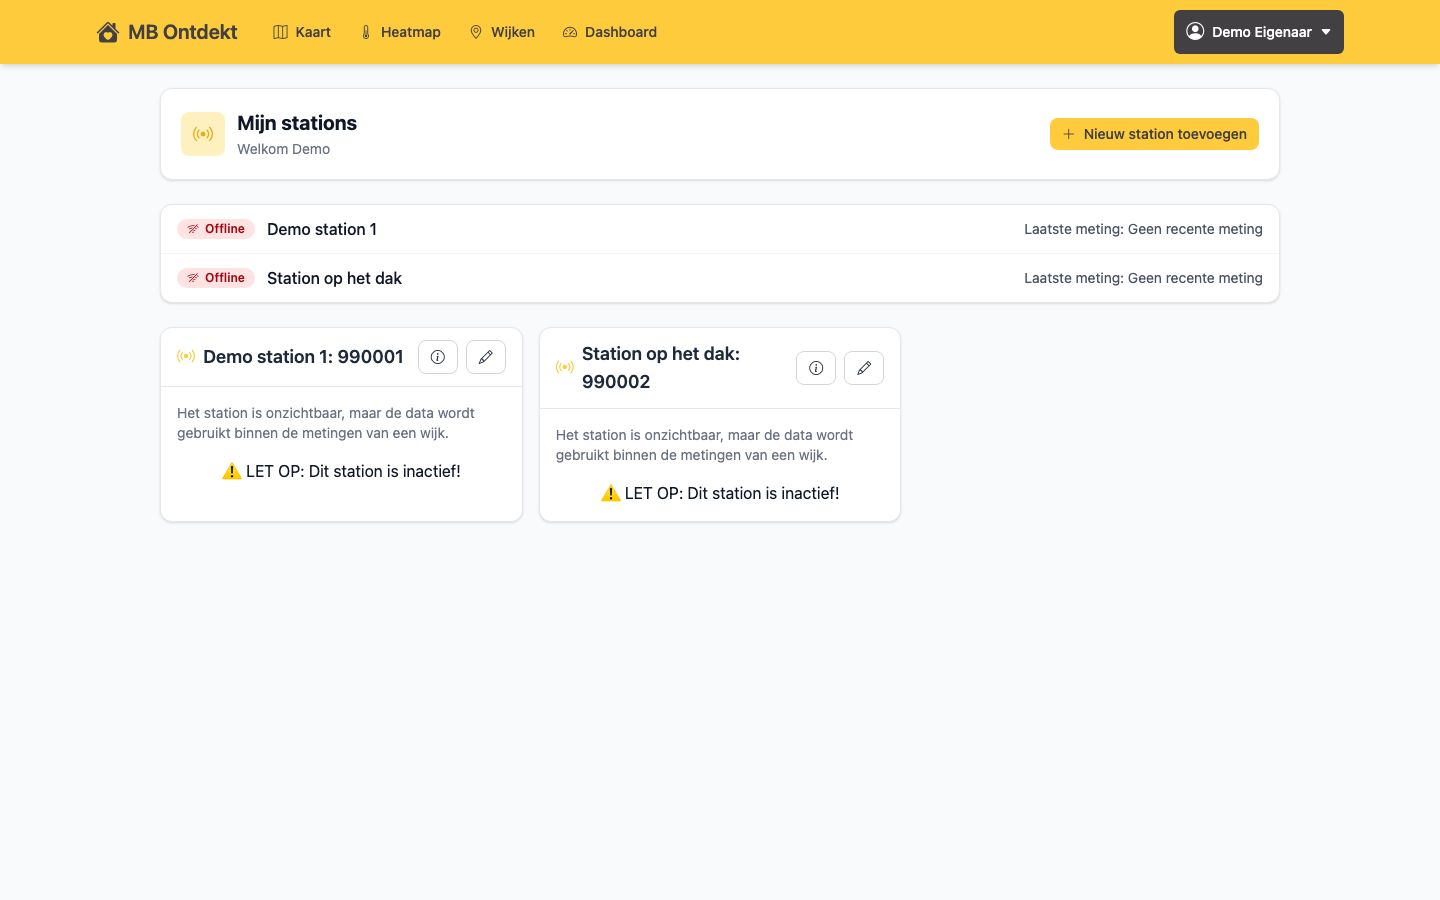 MB Ontdekt
Kaart
Heatmap
Wijken
Dashboard
Demo Eigenaar
Mijn stations
Welkom Demo
Nieuw station toevoegen
Offline
Demo station 1
Laatste meting: Geen recente meting
Offline
Station op het dak
Laatste meting: Geen recente meting
Demo station 1: 990001
Het station is onzichtbaar, maar de data wordt
gebruikt binnen de metingen van een wijk.
LET OP: Dit station is inactief!
Station op het dak:
990002
Het station is onzichtbaar, maar de data wordt
gebruikt binnen de metingen van een wijk.
LET OP: Dit station is inactief!